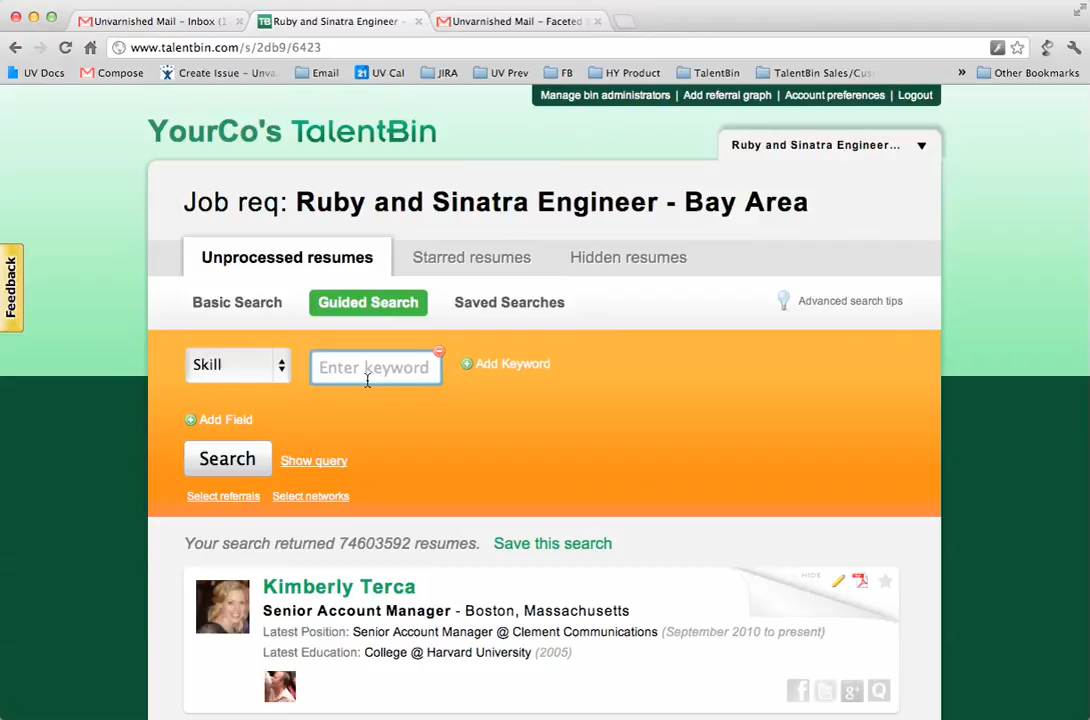 Unvarnished Mail - Inbox (1
Ruby and Sinatra Engineer -
Unvarnished Mail - Faceted
www.talentbin.com/s/2db9/6423
UV Docs
Compose
Create Issue - Unva
Email
21 UV Cal
JIRA
UV Prev
FB
HY Product
TalentBin
TalentBin Sales/Cus
»
Other Bookmarks
Manage bin administrators | Add referral graph | Account preferences | Logout
YourCo's TalentBin
Ruby and Sinatra Engineer... ▼
Job req: Ruby and Sinatra Engineer - Bay Area
Unprocessed resumes
Starred resumes
Hidden resumes
Feedback
Basic Search
Guided Search
Saved Searches
Advanced search tips
Skill
Enter keyword
Add Keyword
Add Field
Search
Show query
Select referrals
Select networks
Your search returned 74603592 resumes. Save this search
Kimberly Terca
HIDE
Senior Account Manager - Boston, Massachusetts
Latest Position: Senior Account Manager @ Clement Communications (September 2010 to present)
Latest Education: College @ Harvard University (2005)